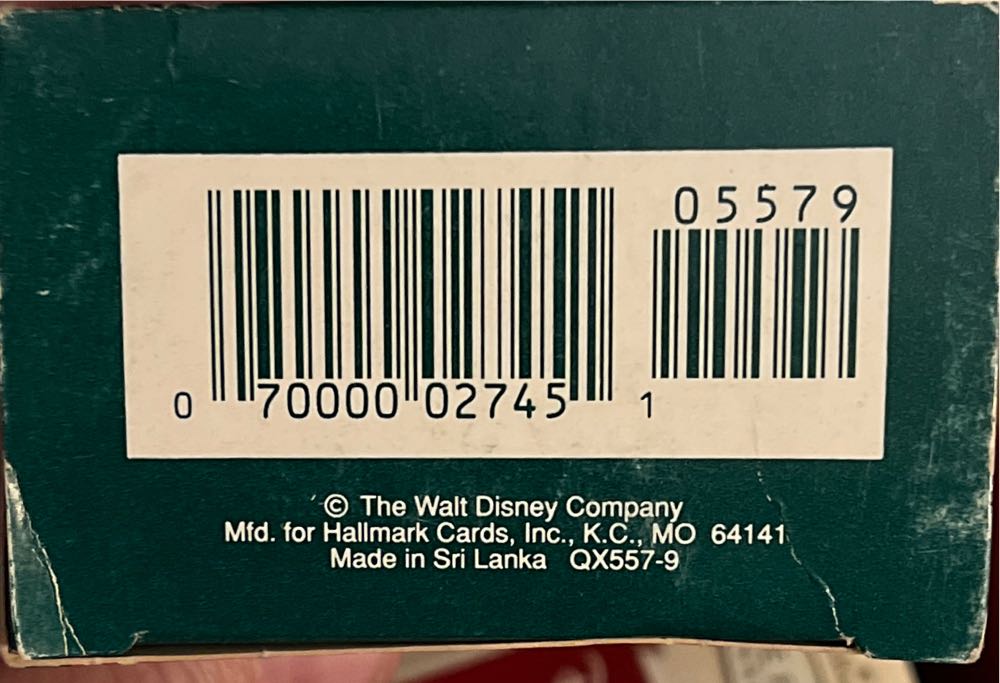 05579
0 70000 02745 1
© The Walt Disney Company
Mfd. for Hallmark Cards, Inc., K.C., MO 64141
Made in Sri Lanka QX557-9